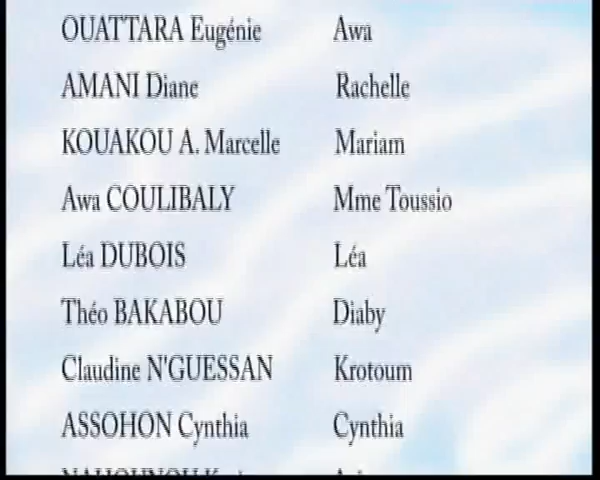 OUATTARA Eugénie Awa
AMANI Diane Rachelle
KOUAKOU A. Marcelle Mariam
Awa COULIBALY Mme Toussio
Léa DUBOIS Léa
Théo BAKABOU Diaby
Claudine N'GUESSAN Krotoum
ASSOHON Cynthia Cynthia